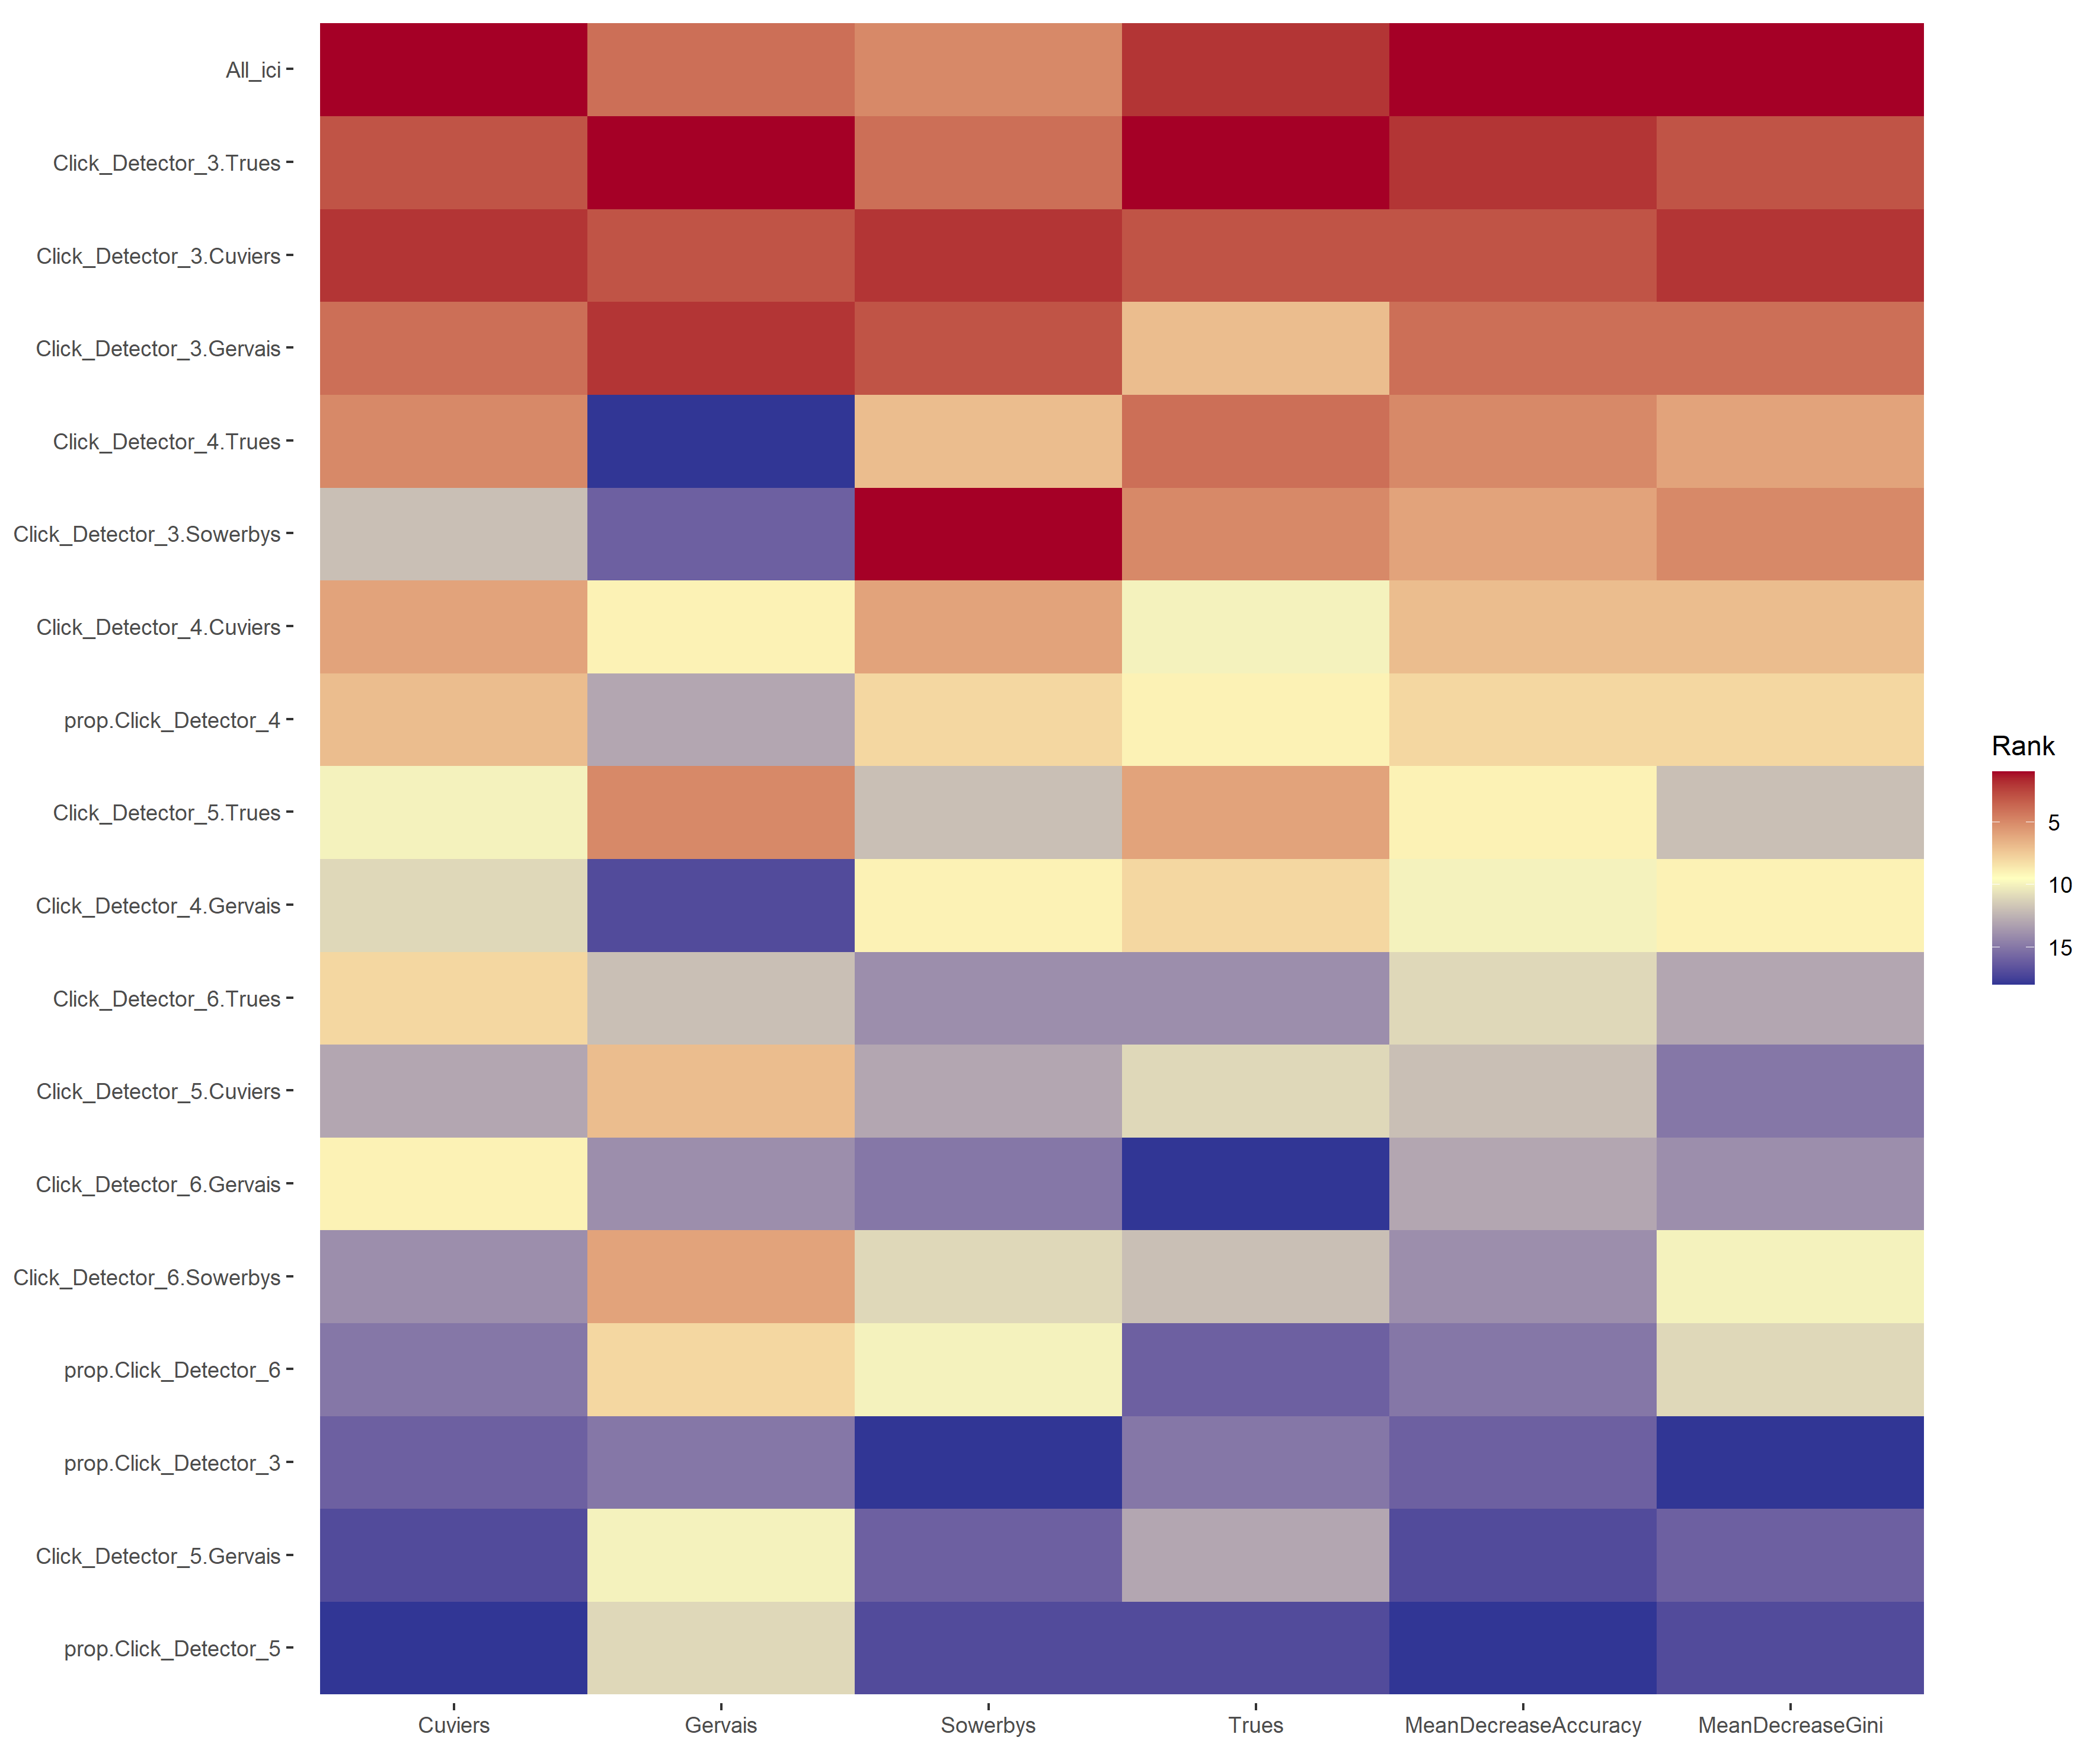 All_ici
Click_Detector_3.Trues
Click_Detector_3.Cuviers
Click_Detector_3.Gervais
Click_Detector_4.Trues
Click_Detector_3.Sowerbys
Click_Detector_4.Cuviers
prop.Click_Detector_4
Click_Detector_5.Trues
Click_Detector_4.Gervais
Click_Detector_6.Trues
Click_Detector_5.Cuviers
Click_Detector_6.Gervais
Click_Detector_6.Sowerbys
prop.Click_Detector_6
prop.Click_Detector_3
Click_Detector_5.Gervais
prop.Click_Detector_5
Cuviers Gervais Sowerbys Trues MeanDecreaseAccuracy MeanDecreaseGini
Rank
5
10
15